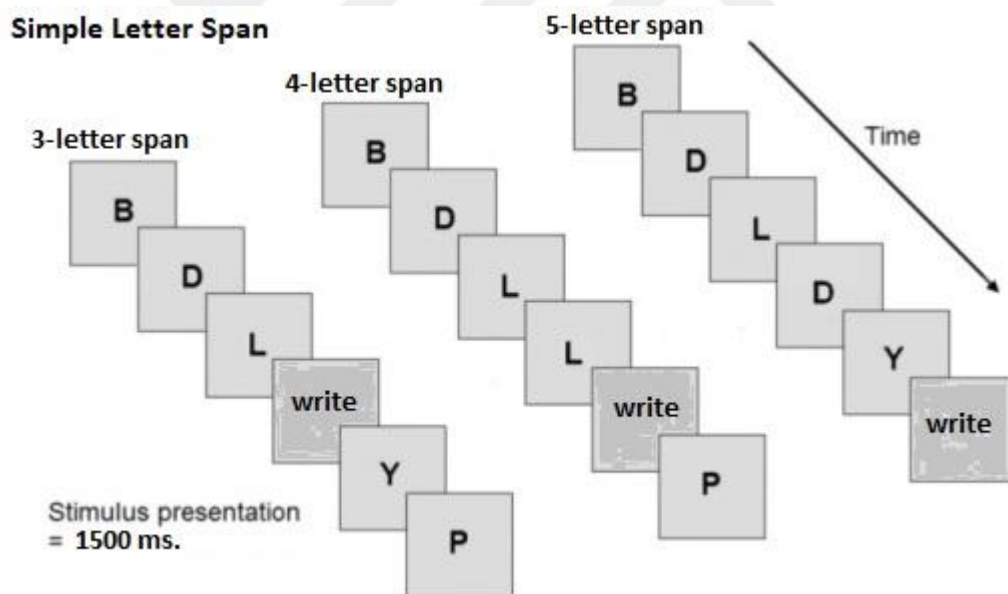 Simple Letter Span
3-letter span
B
D
L
write
Y
P
4-letter span
B
D
L
L
write
P
5-letter span
B
D
L
D
Y
write
Time
Stimulus presentation
= 1500 ms.